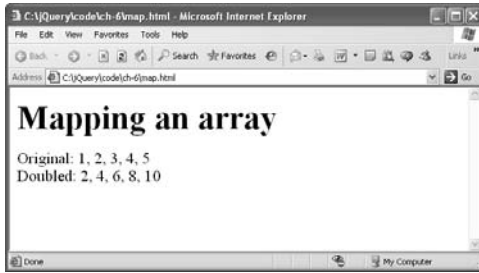 C:\jQuery\code\ch-6\map.html - Microsoft Internet Explorer
File Edit View Favorites Tools Help
Back Search Favorites Links
Address C:\jQuery\code\ch-6\map.html Go
Mapping an array
Original: 1, 2, 3, 4, 5
Doubled: 2, 4, 6, 8, 10
Done My Computer